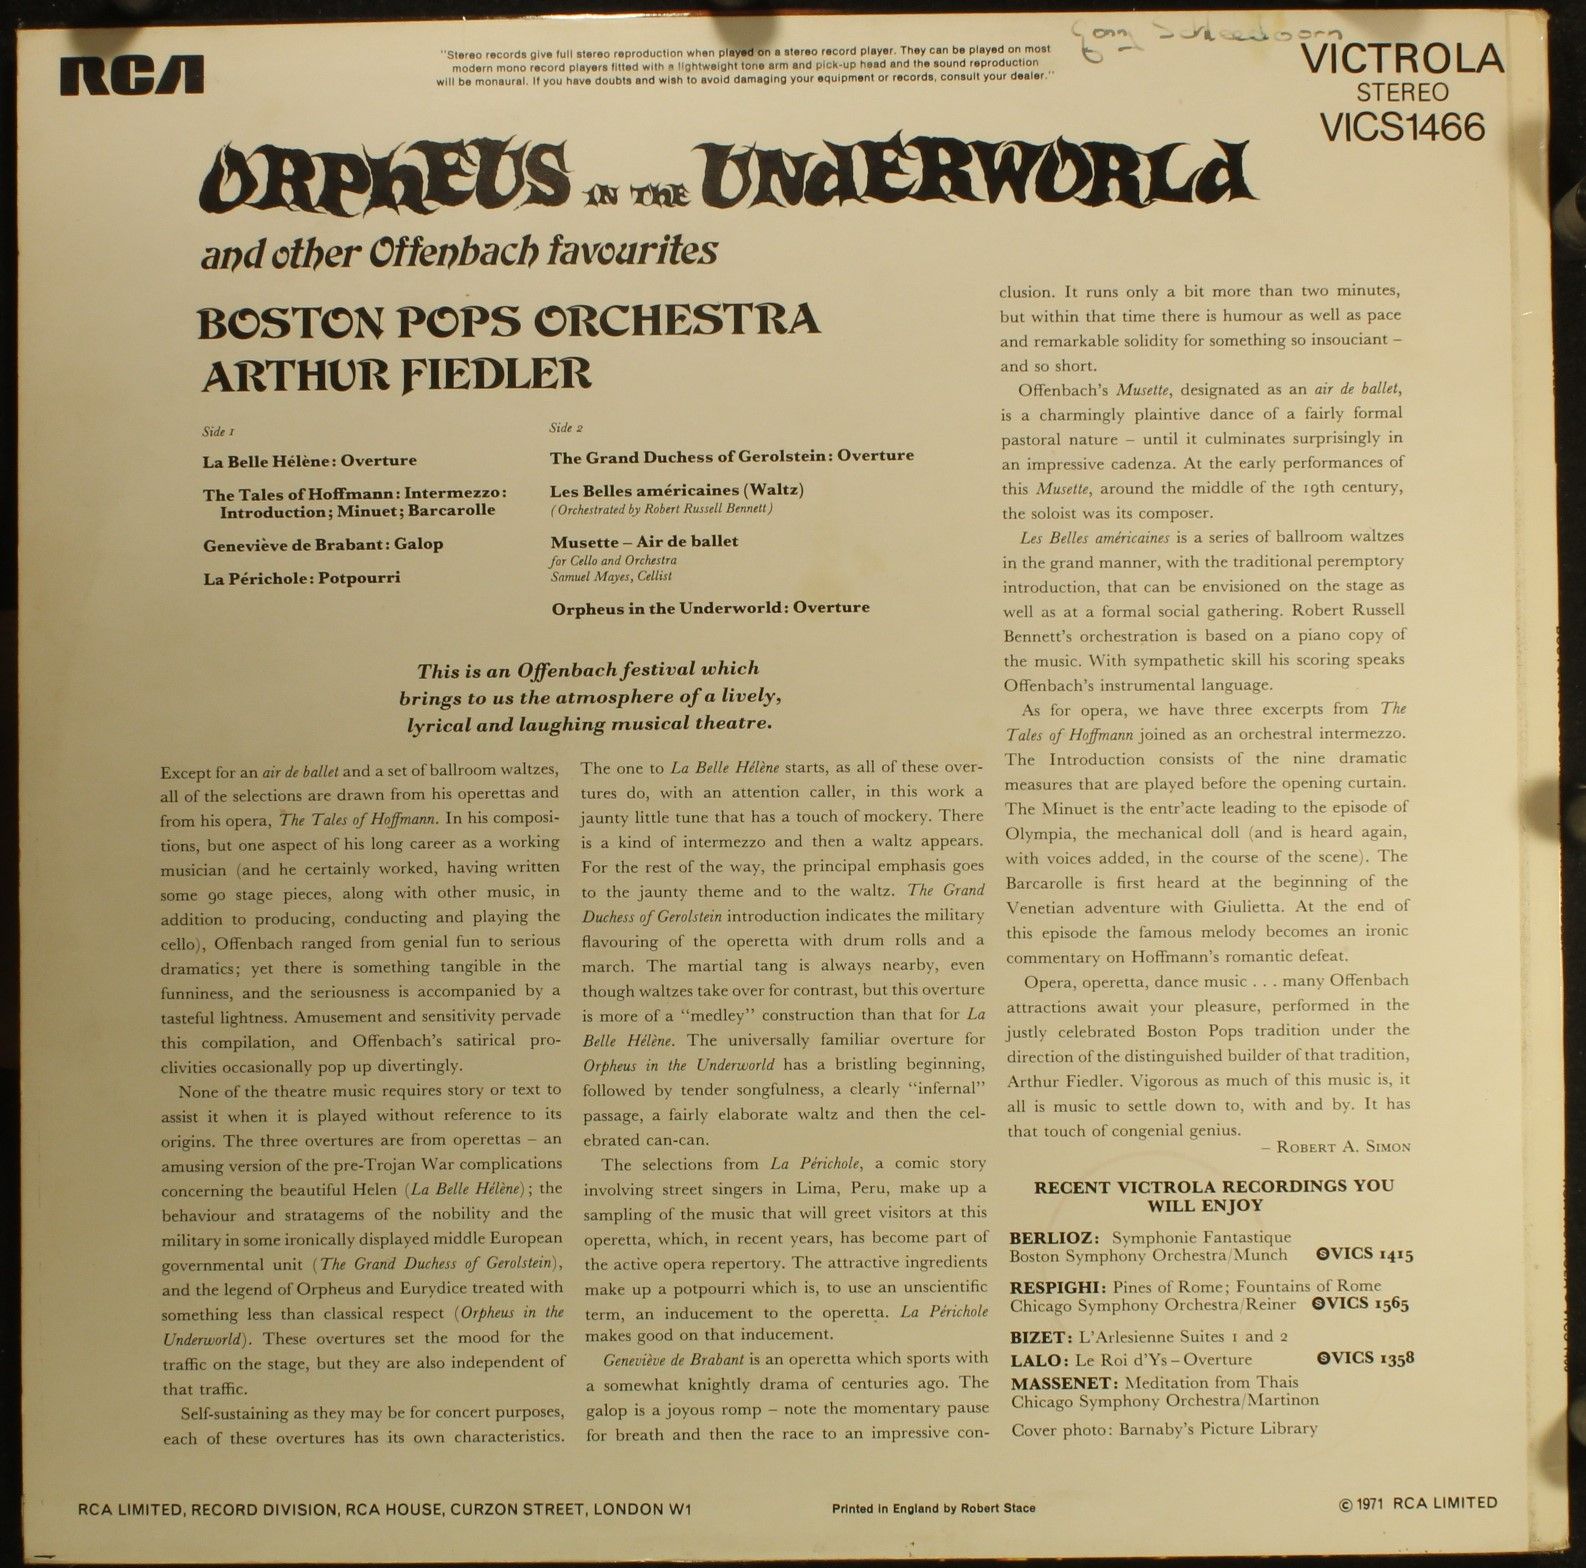 RCA
"Stereo records give full stereo reproduction when played on a stereo record player. They can be played on most
modern mono record players fitted with a lightweight tone arm and pick-up head and the sound reproduction
will be monaural. If you have doubts and wish to avoid damaging your equipment or records, consult your dealer."
VICTROLA
STEREO
VICS1466
ORPhEUS IN THE UNdERWORLd
and other Offenbach favourites
BOSTON POPS ORCHESTRA
ARTHUR FIEDLER
Side 1
La Belle Hélène: Overture
The Tales of Hoffmann: Intermezzo:
Introduction; Minuet; Barcarolle
Geneviève de Brabant: Galop
La Périchole: Potpourri
Side 2
The Grand Duchess of Gerolstein: Overture
Les Belles américaines (Waltz)
(Orchestrated by Robert Russell Bennett)
Musette – Air de ballet
for Cello and Orchestra
Samuel Mayes, Cellist
Orpheus in the Underworld: Overture
This is an Offenbach festival which
brings to us the atmosphere of a lively,
lyrical and laughing musical theatre.
Except for an air de ballet and a set of ballroom waltzes,
all of the selections are drawn from his operettas and
from his opera, The Tales of Hoffmann. In his composi-
tions, but one aspect of his long career as a working
musician (and he certainly worked, having written
some 90 stage pieces, along with other music, in
addition to producing, conducting and playing the
cello), Offenbach ranged from genial fun to serious
dramatics; yet there is something tangible in the
funniness, and the seriousness is accompanied by a
tasteful lightness. Amusement and sensitivity pervade
this compilation, and Offenbach's satirical pro-
clivities occasionally pop up divertingly.
None of the theatre music requires story or text to
assist it when it is played without reference to its
origins. The three overtures are from operettas – an
amusing version of the pre-Trojan War complications
concerning the beautiful Helen (La Belle Hélène); the
behaviour and stratagems of the nobility and the
military in some ironically displayed middle European
governmental unit (The Grand Duchess of Gerolstein),
and the legend of Orpheus and Eurydice treated with
something less than classical respect (Orpheus in the
Underworld). These overtures set the mood for the
traffic on the stage, but they are also independent of
that traffic.
Self-sustaining as they may be for concert purposes,
each of these overtures has its own characteristics.
The one to La Belle Hélène starts, as all of these over-
tures do, with an attention caller, in this work a
jaunty little tune that has a touch of mockery. There
is a kind of intermezzo and then a waltz appears.
For the rest of the way, the principal emphasis goes
to the jaunty theme and to the waltz. The Grand
Duchess of Gerolstein introduction indicates the military
flavouring of the operetta with drum rolls and a
march. The martial tang is always nearby, even
though waltzes take over for contrast, but this overture
is more of a "medley" construction than that for La
Belle Hélène. The universally familiar overture for
Orpheus in the Underworld has a bristling beginning,
followed by tender songfulness, a clearly "infernal"
passage, a fairly elaborate waltz and then the cel-
ebrated can-can.
The selections from La Périchole, a comic story
involving street singers in Lima, Peru, make up a
sampling of the music that will greet visitors at this
operetta, which, in recent years, has become part of
the active opera repertory. The attractive ingredients
make up a potpourri which is, to use an unscientific
term, an inducement to the operetta. La Périchole
makes good on that inducement.
Geneviève de Brabant is an operetta which sports with
a somewhat knightly drama of centuries ago. The
galop is a joyous romp – note the momentary pause
for breath and then the race to an impressive con-
clusion. It runs only a bit more than two minutes,
but within that time there is humour as well as pace
and remarkable solidity for something so insouciant –
and so short.
Offenbach's Musette, designated as an air de ballet,
is a charmingly plaintive dance of a fairly formal
pastoral nature – until it culminates surprisingly in
an impressive cadenza. At the early performances of
this Musette, around the middle of the 19th century,
the soloist was its composer.
Les Belles américaines is a series of ballroom waltzes
in the grand manner, with the traditional peremptory
introduction, that can be envisioned on the stage as
well as at a formal social gathering. Robert Russell
Bennett's orchestration is based on a piano copy of
the music. With sympathetic skill his scoring speaks
Offenbach's instrumental language.
As for opera, we have three excerpts from The
Tales of Hoffmann joined as an orchestral intermezzo.
The Introduction consists of the nine dramatic
measures that are played before the opening curtain.
The Minuet is the entr'acte leading to the episode of
Olympia, the mechanical doll (and is heard again,
with voices added, in the course of the scene). The
Barcarolle is first heard at the beginning of the
Venetian adventure with Giulietta. At the end of
this episode the famous melody becomes an ironic
commentary on Hoffmann's romantic defeat.
Opera, operetta, dance music . . . many Offenbach
attractions await your pleasure, performed in the
justly celebrated Boston Pops tradition under the
direction of the distinguished builder of that tradition,
Arthur Fiedler. Vigorous as much of this music is, it
all is music to settle down to, with and by. It has
that touch of congenial genius.
– ROBERT A. SIMON
RECENT VICTROLA RECORDINGS YOU
WILL ENJOY
BERLIOZ: Symphonie Fantastique
Boston Symphony Orchestra/Munch SVICS 1415
RESPIGHI: Pines of Rome; Fountains of Rome
Chicago Symphony Orchestra/Reiner SVICS 1565
BIZET: L'Arlesienne Suites 1 and 2
LALO: Le Roi d'Ys – Overture SVICS 1358
MASSENET: Meditation from Thais
Chicago Symphony Orchestra/Martinon
Cover photo: Barnaby's Picture Library
RCA LIMITED, RECORD DIVISION, RCA HOUSE, CURZON STREET, LONDON W1
Printed in England by Robert Stace
© 1971 RCA LIMITED